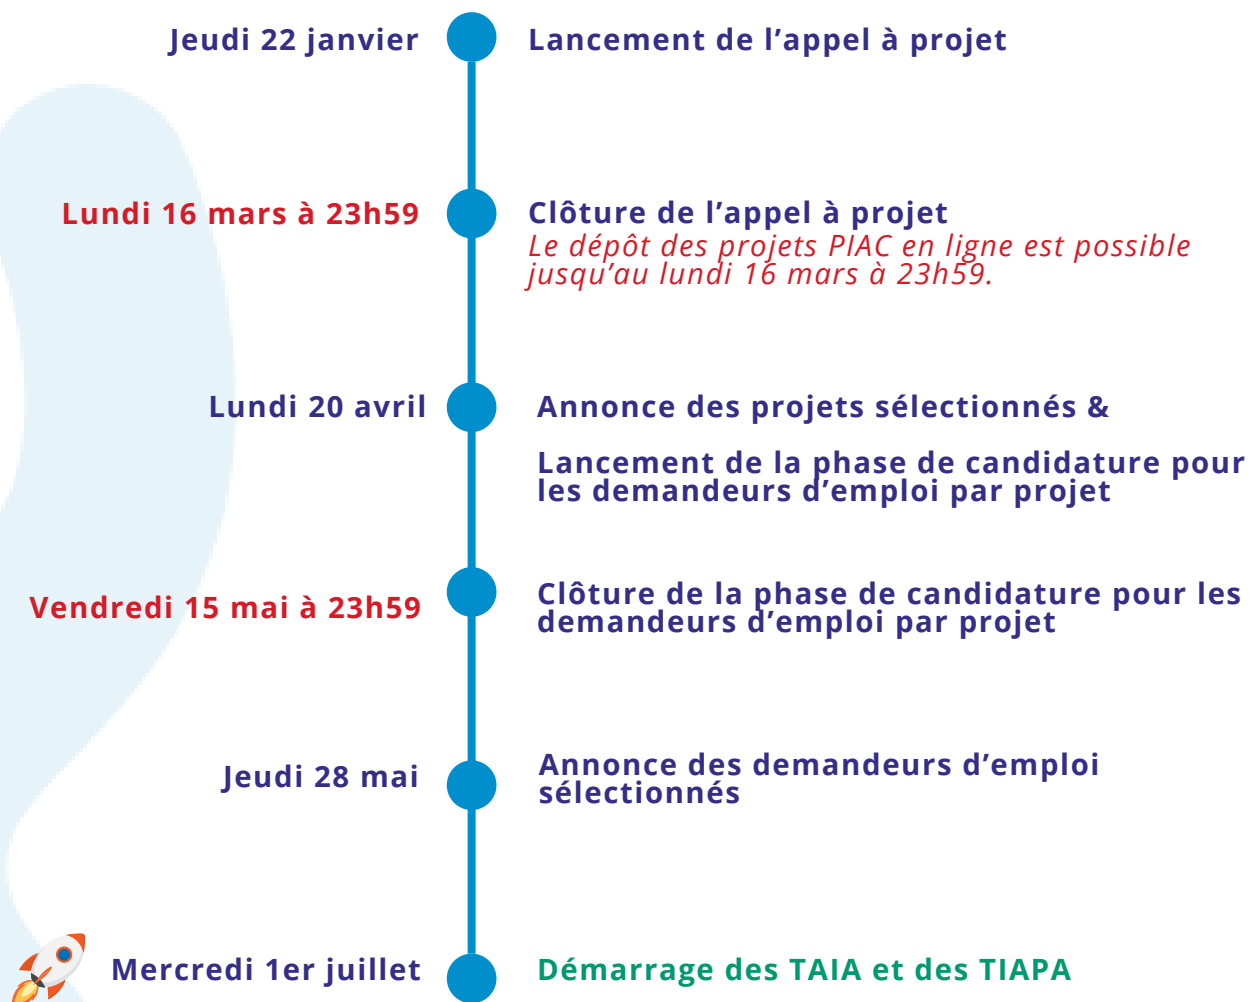 Jeudi 22 janvier
Lancement de l’appel à projet
Lundi 16 mars à 23h59
Clôture de l’appel à projet
Le dépôt des projets PIAC en ligne est possible
jusqu’au lundi 16 mars à 23h59.
Lundi 20 avril
Annonce des projets sélectionnés &
Lancement de la phase de candidature pour
les demandeurs d’emploi par projet
Vendredi 15 mai à 23h59
Clôture de la phase de candidature pour les
demandeurs d’emploi par projet
Jeudi 28 mai
Annonce des demandeurs d’emploi
sélectionnés
Mercredi 1er juillet
Démarrage des TAIA et des TIAPA